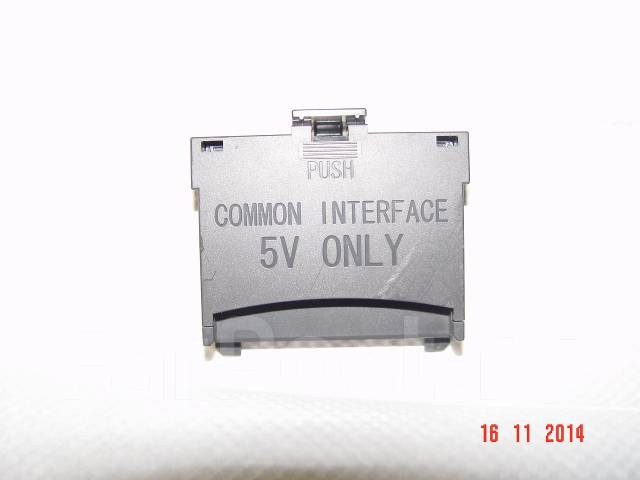 PUSH
COMMON INTERFACE
5V ONLY
16 11 2014